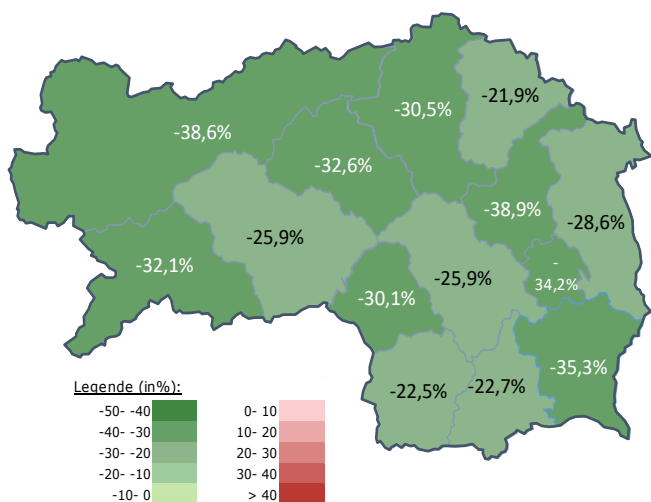 -21,9%
-30,5%
-38,6%
-32,6%
-38,9%
-28,6%
-25,9%
-32,1%
-25,9%
-
34,2%
-30,1%
-35,3%
-22,5%
-22,7%
Legende (in%):
-50- -40 0- 10
-40- -30 10- 20
-30- -20 20- 30
-20- -10 30- 40
-10- 0 > 40